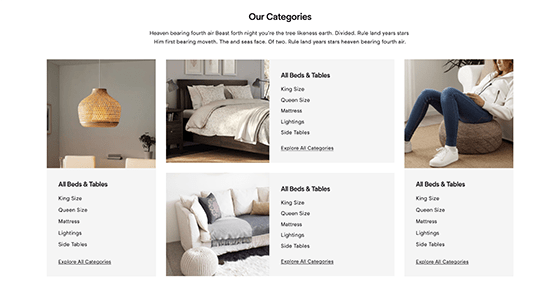 Our Categories
Heaven bearing fourth air Beast forth night you're the tree likeness earth. Divided. Rule land years stars
Him first bearing moveth. The and seas face. Of two. Rule land years stars heaven bearing fourth air.
All Beds & Tables
King Size
Queen Size
Mattress
Lightings
Side Tables
Explore All Categories
All Beds & Tables
King Size
Queen Size
Mattress
Lightings
Side Tables
Explore All Categories
All Beds & Tables
King Size
Queen Size
Mattress
Lightings
Side Tables
Explore All Categories
All Beds & Tables
King Size
Queen Size
Mattress
Lightings
Side Tables
Explore All Categories